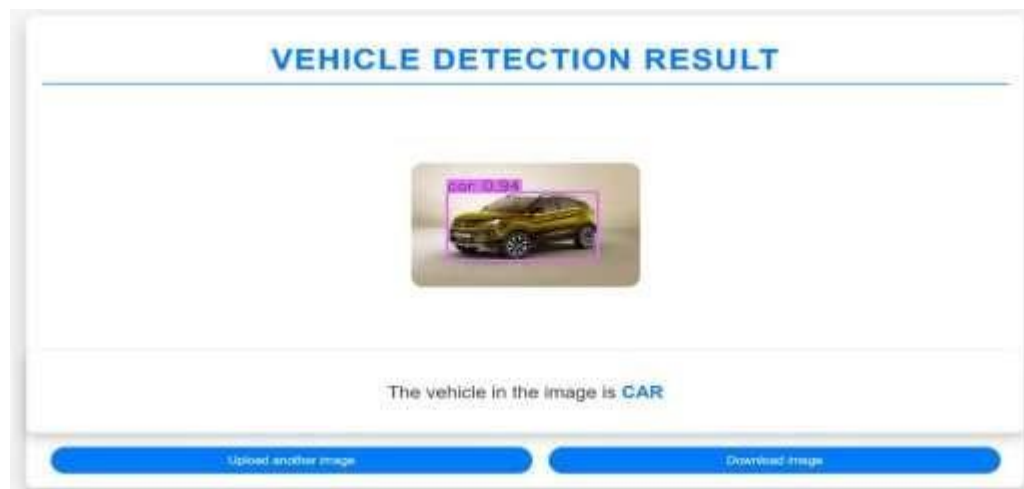 VEHICLE DETECTION RESULT
car 0.94
The vehicle in the image is CAR
Upload another image
Download image